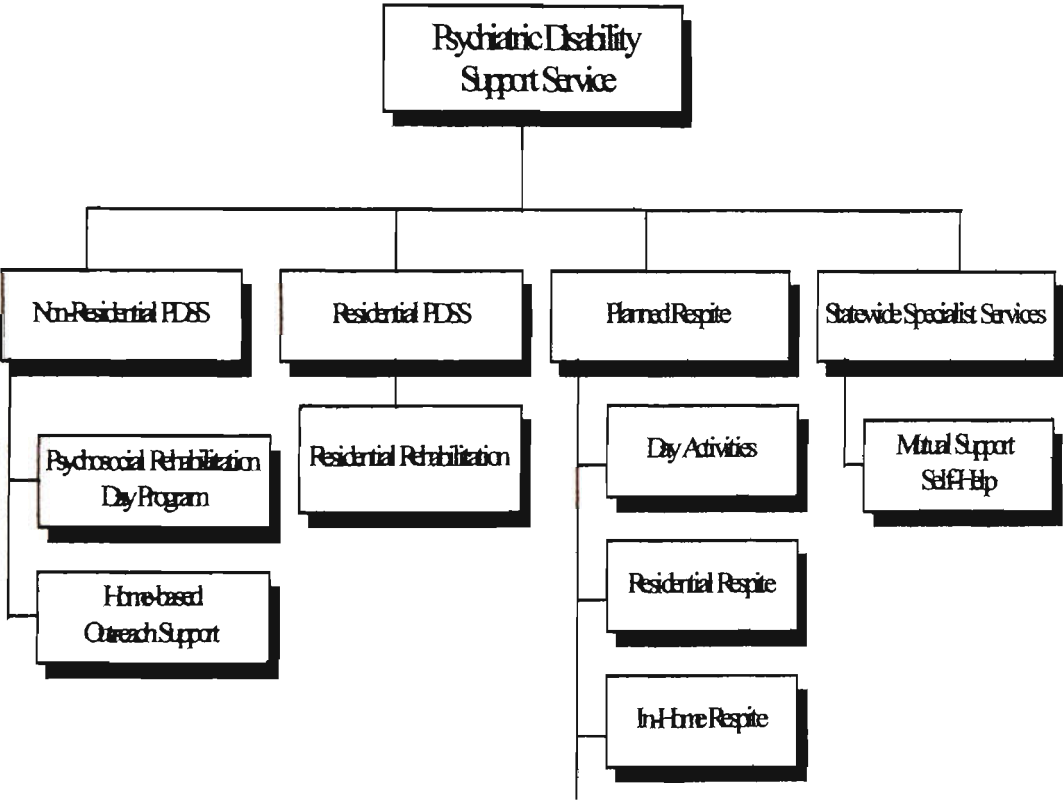 Psychiatric Disability
Support Service
Non-Residential PDSS
Residential PDSS
Planned Respite
Statewide Specialist Services
Psychosocial Rehabilitation
Day Program
Home-based
Outreach Support
Residential Rehabilitation
Day Activities
Residential Respite
In-Home Respite
Mutual Support
Self-Help